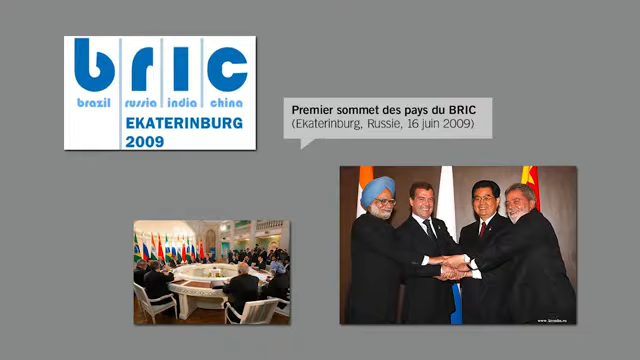 bric
brazil russia india china
EKATERINBURG
2009
Premier sommet des pays du BRIC
(Ekaterinburg, Russie, 16 juin 2009)